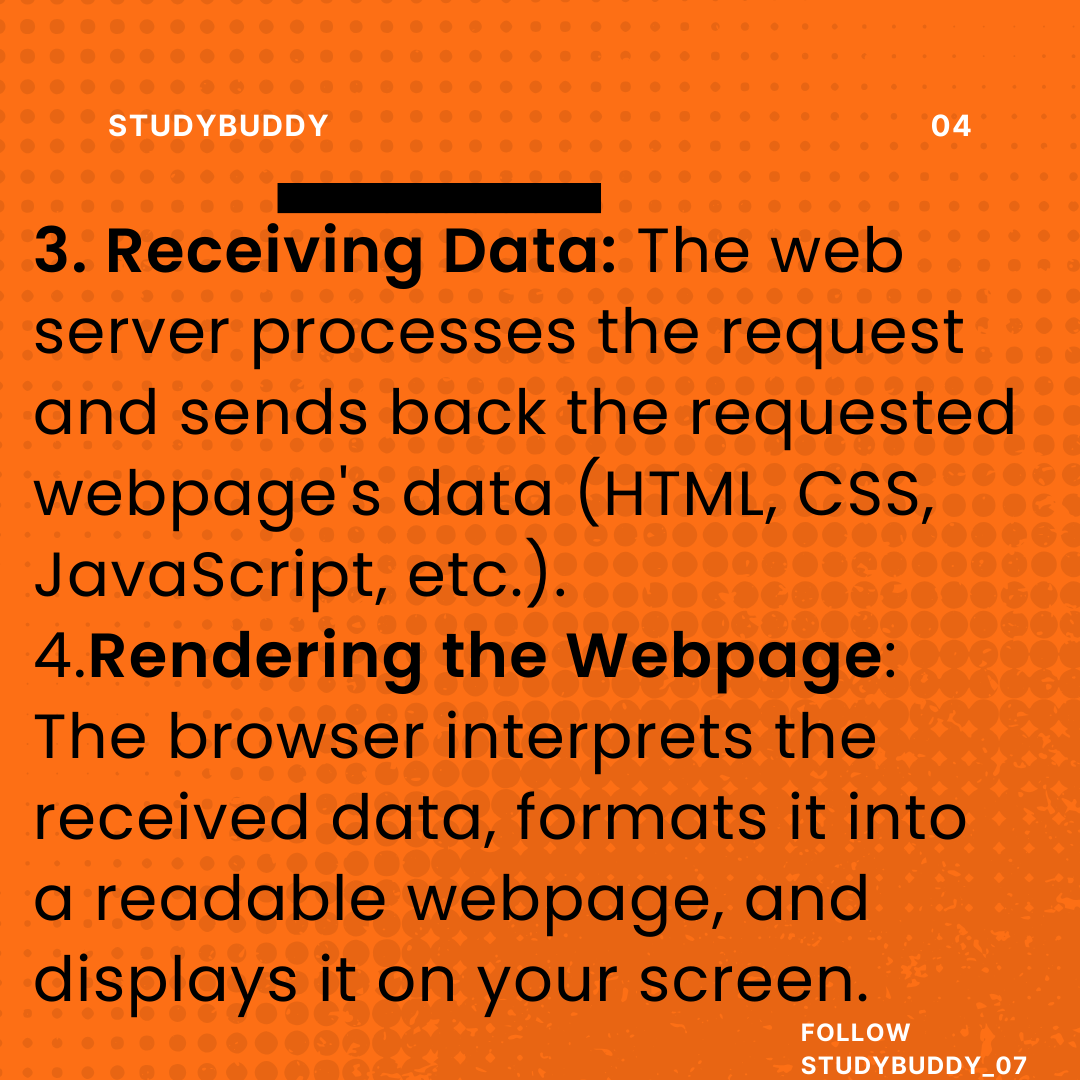 STUDYBUDDY
04
3. Receiving Data: The web
server processes the request
and sends back the requested
webpage's data (HTML, CSS,
JavaScript, etc.).
4.Rendering the Webpage:
The browser interprets the
received data, formats it into
a readable webpage, and
displays it on your screen.
FOLLOW
STUDYBUDDY_07